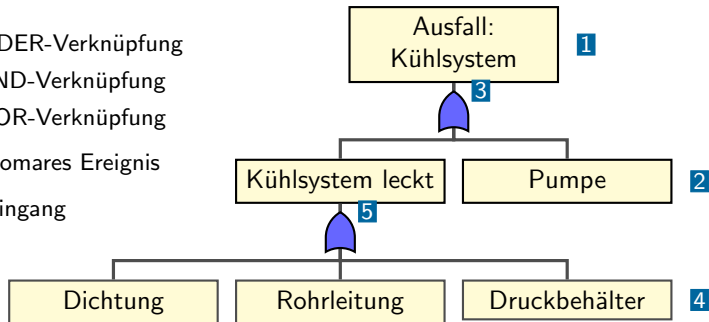 Ausfall:
Kühlsystem
1
DER-Verknüpfung
ND-Verknüpfung
OR-Verknüpfung
omares Ereignis
ingang
3
Kühlsystem leckt
Pumpe
2
5
Dichtung
Rohrleitung
Druckbehälter
4